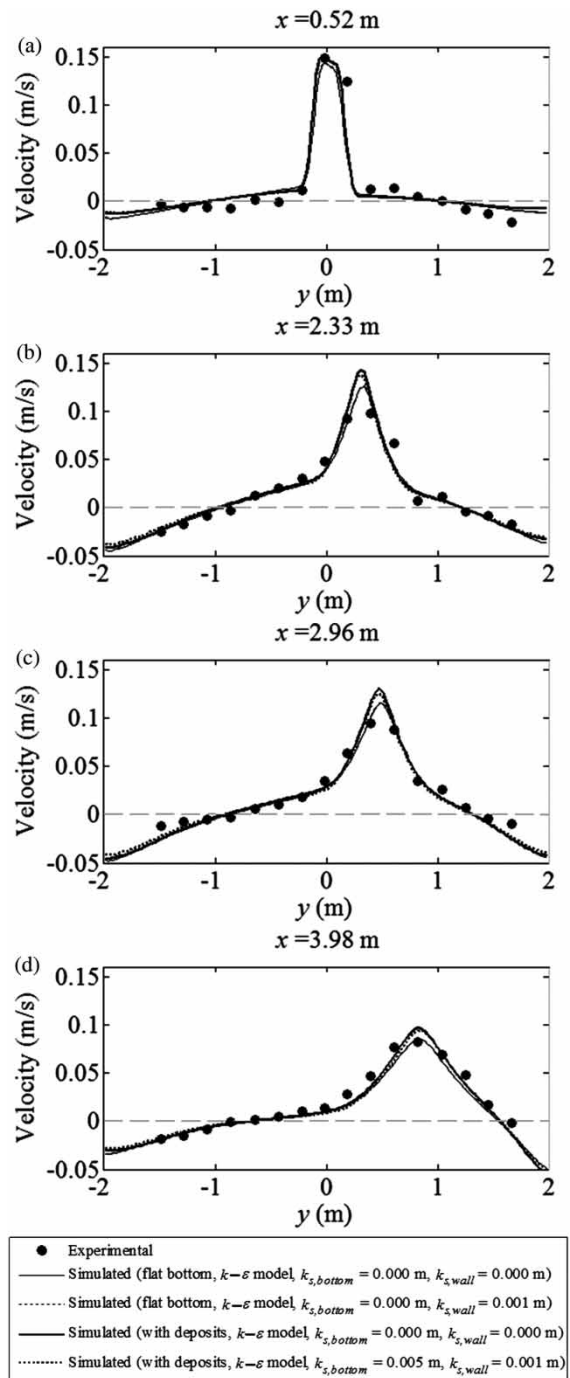 x =0.52 m
(a)
0.15
0.1
0.05
0
-0.05
Velocity (m/s)
-2 -1 0 1 2
y (m)
x =2.33 m
(b)
0.15
0.1
0.05
0
-0.05
Velocity (m/s)
-2 -1 0 1 2
y (m)
x =2.96 m
(c)
0.15
0.1
0.05
0
-0.05
Velocity (m/s)
-2 -1 0 1 2
y (m)
x =3.98 m
(d)
0.15
0.1
0.05
0
-0.05
Velocity (m/s)
-2 -1 0 1 2
y (m)
Experimental
Simulated (flat bottom, k−ε model, ks,bottom = 0.000 m, ks,wall = 0.000 m)
Simulated (flat bottom, k−ε model, ks,bottom = 0.000 m, ks,wall = 0.001 m)
Simulated (with deposits, k−ε model, ks,bottom = 0.000 m, ks,wall = 0.000 m)
Simulated (with deposits, k−ε model, ks,bottom = 0.005 m, ks,wall = 0.001 m)